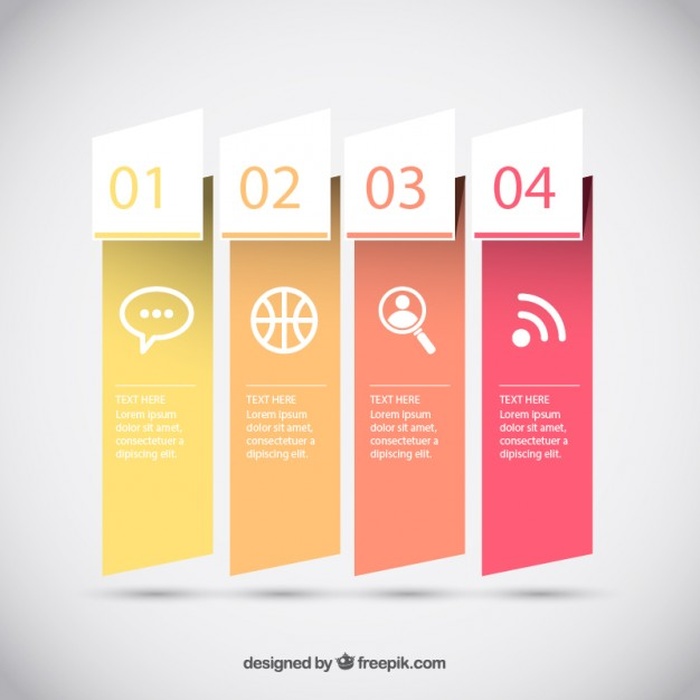 01
02
03
04
TEXT HERE
Lorem ipsum
dolor sit amet,
consectetuer a
dipiscing elit.
TEXT HERE
Lorem ipsum
dolor sit amet,
consectetuer a
dipiscing elit.
TEXT HERE
Lorem ipsum
dolor sit amet,
consectetuer a
dipiscing elit.
TEXT HERE
Lorem ipsum
dolor sit amet,
consectetuer a
dipiscing elit.
designed by freepik.com